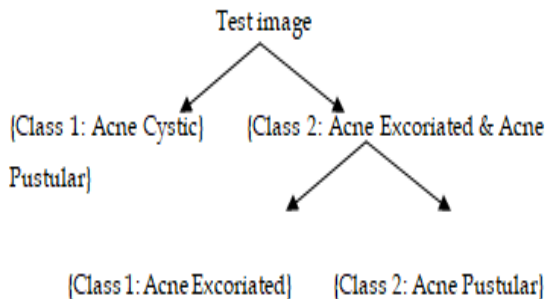 Test image
{Class 1: Acne Cystic} {Class 2: Acne Excoriated & Acne
Pustular}
{Class 1: Acne Excoriated} {Class 2: Acne Pustular}